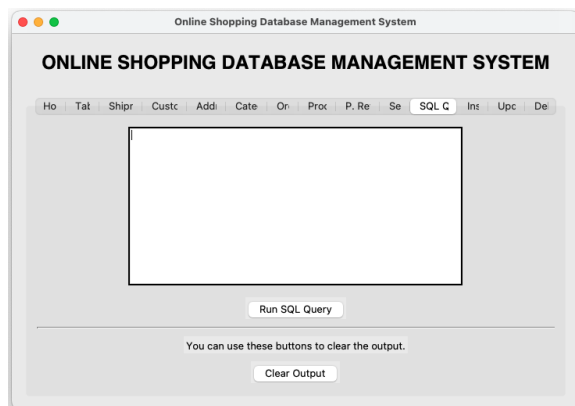 Online Shopping Database Management System
ONLINE SHOPPING DATABASE MANAGEMENT SYSTEM
Ho Tab Shipr Custc Addr Cate Or Proc P. Re Se SQL Q Ins Upc Del
Run SQL Query
You can use these buttons to clear the output.
Clear Output